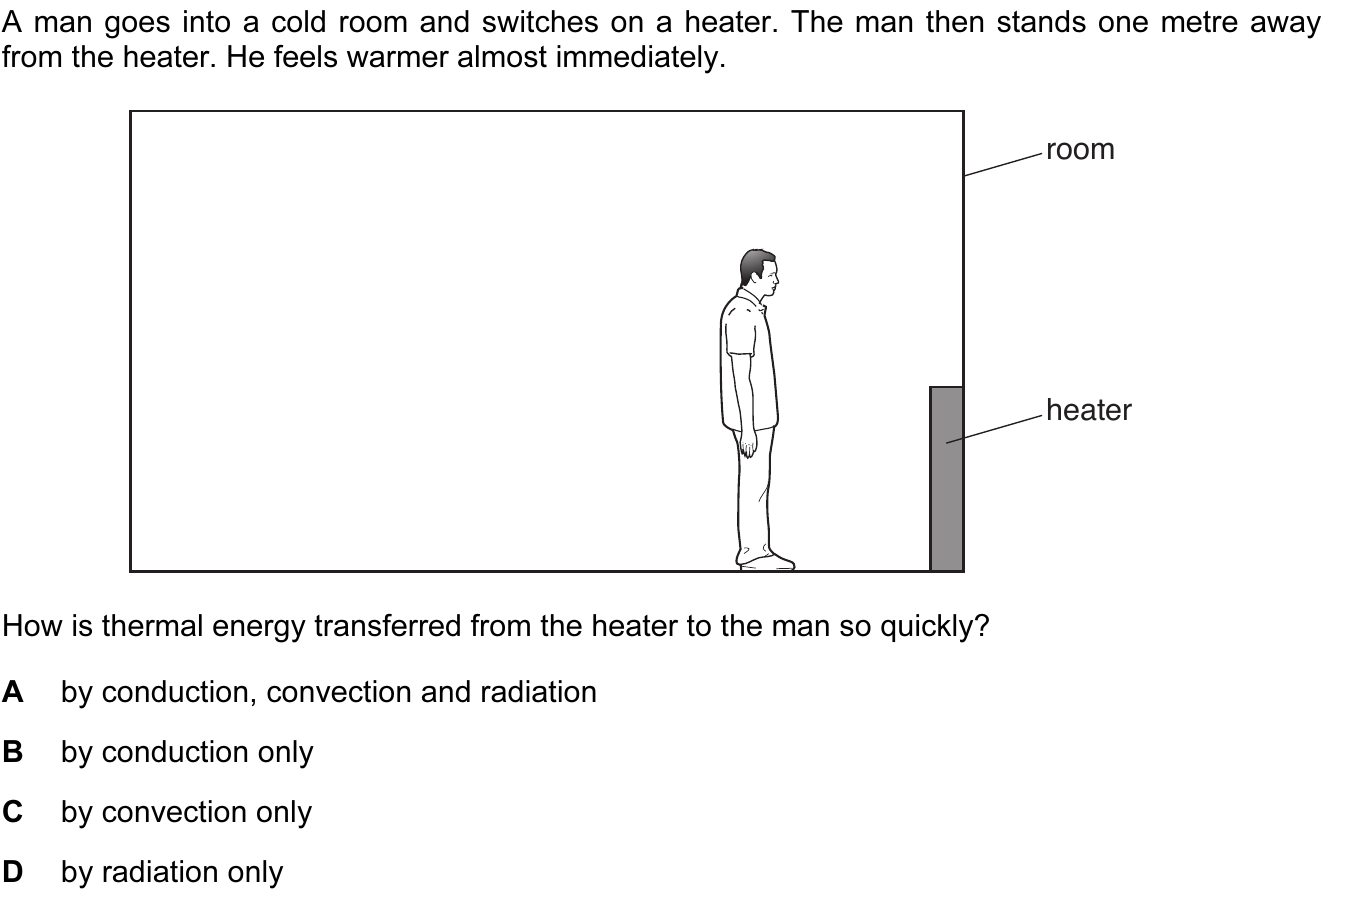 A man goes into a cold room and switches on a heater. The man then stands one metre away
from the heater. He feels warmer almost immediately.
room
heater
How is thermal energy transferred from the heater to the man so quickly?
A by conduction, convection and radiation
B by conduction only
C by convection only
D by radiation only